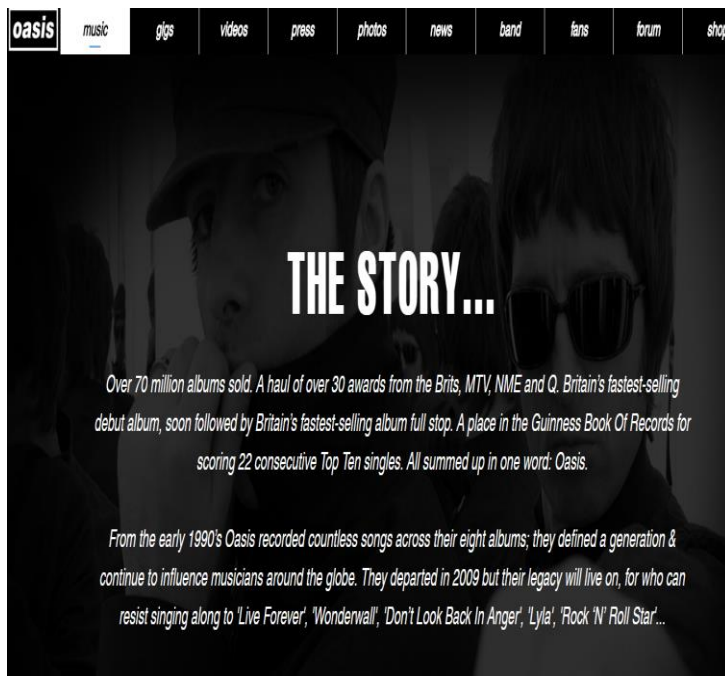 oasis music gigs videos press photos news band fans forum shop
THE STORY...
Over 70 million albums sold. A haul of over 30 awards from the Brits, MTV, NME and Q. Britain's fastest-selling
debut album, soon followed by Britain's fastest-selling album full stop. A place in the Guinness Book Of Records for
scoring 22 consecutive Top Ten singles. All summed up in one word: Oasis.
From the early 1990's Oasis recorded countless songs across their eight albums; they defined a generation &
continue to influence musicians around the globe. They departed in 2009 but their legacy will live on, for who can
resist singing along to 'Live Forever', 'Wonderwall', 'Don't Look Back In Anger', 'Lyla', 'Rock 'N' Roll Star'...